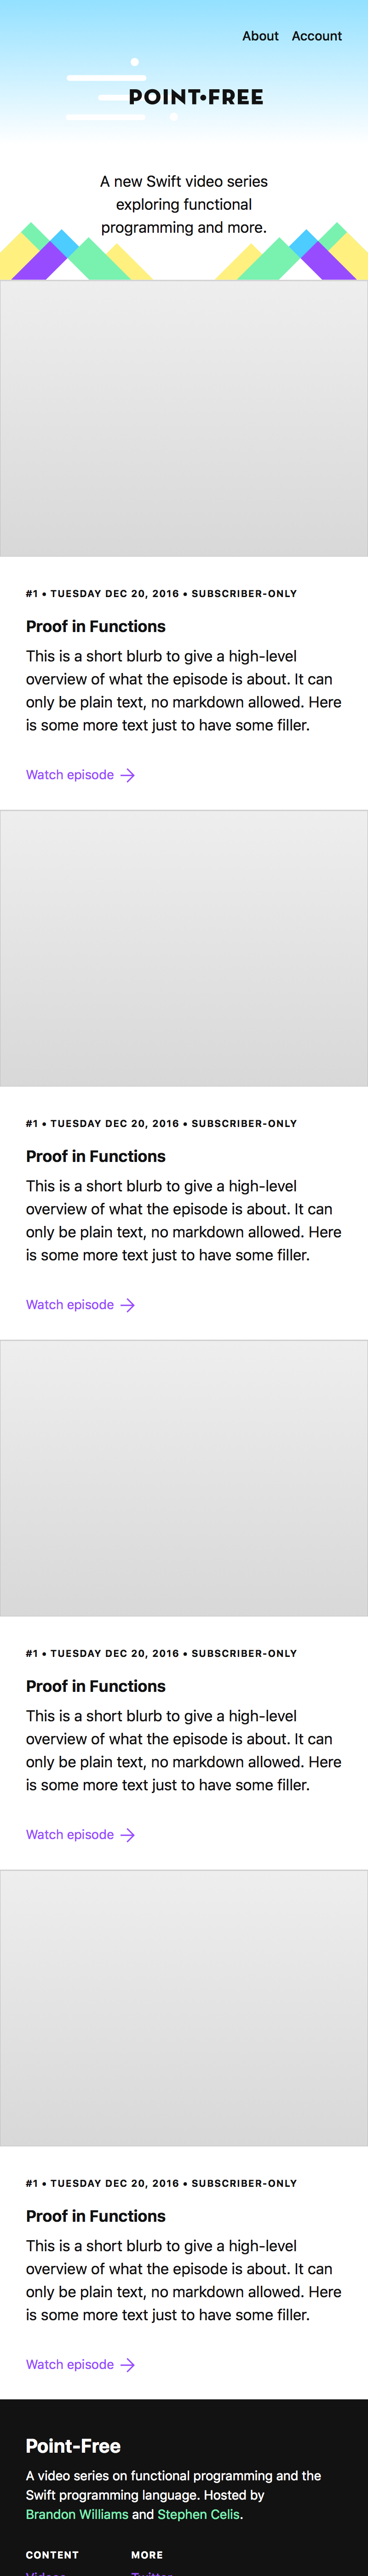 About Account
POINT•FREE
A new Swift video series
exploring functional
programming and more.
#1 • TUESDAY DEC 20, 2016 • SUBSCRIBER-ONLY
Proof in Functions
This is a short blurb to give a high-level
overview of what the episode is about. It can
only be plain text, no markdown allowed. Here
is some more text just to have some filler.
Watch episode
#1 • TUESDAY DEC 20, 2016 • SUBSCRIBER-ONLY
Proof in Functions
This is a short blurb to give a high-level
overview of what the episode is about. It can
only be plain text, no markdown allowed. Here
is some more text just to have some filler.
Watch episode
#1 • TUESDAY DEC 20, 2016 • SUBSCRIBER-ONLY
Proof in Functions
This is a short blurb to give a high-level
overview of what the episode is about. It can
only be plain text, no markdown allowed. Here
is some more text just to have some filler.
Watch episode
#1 • TUESDAY DEC 20, 2016 • SUBSCRIBER-ONLY
Proof in Functions
This is a short blurb to give a high-level
overview of what the episode is about. It can
only be plain text, no markdown allowed. Here
is some more text just to have some filler.
Watch episode
Point-Free
A video series on functional programming and the
Swift programming language. Hosted by
Brandon Williams and Stephen Celis.
CONTENT MORE
Videos Twitter